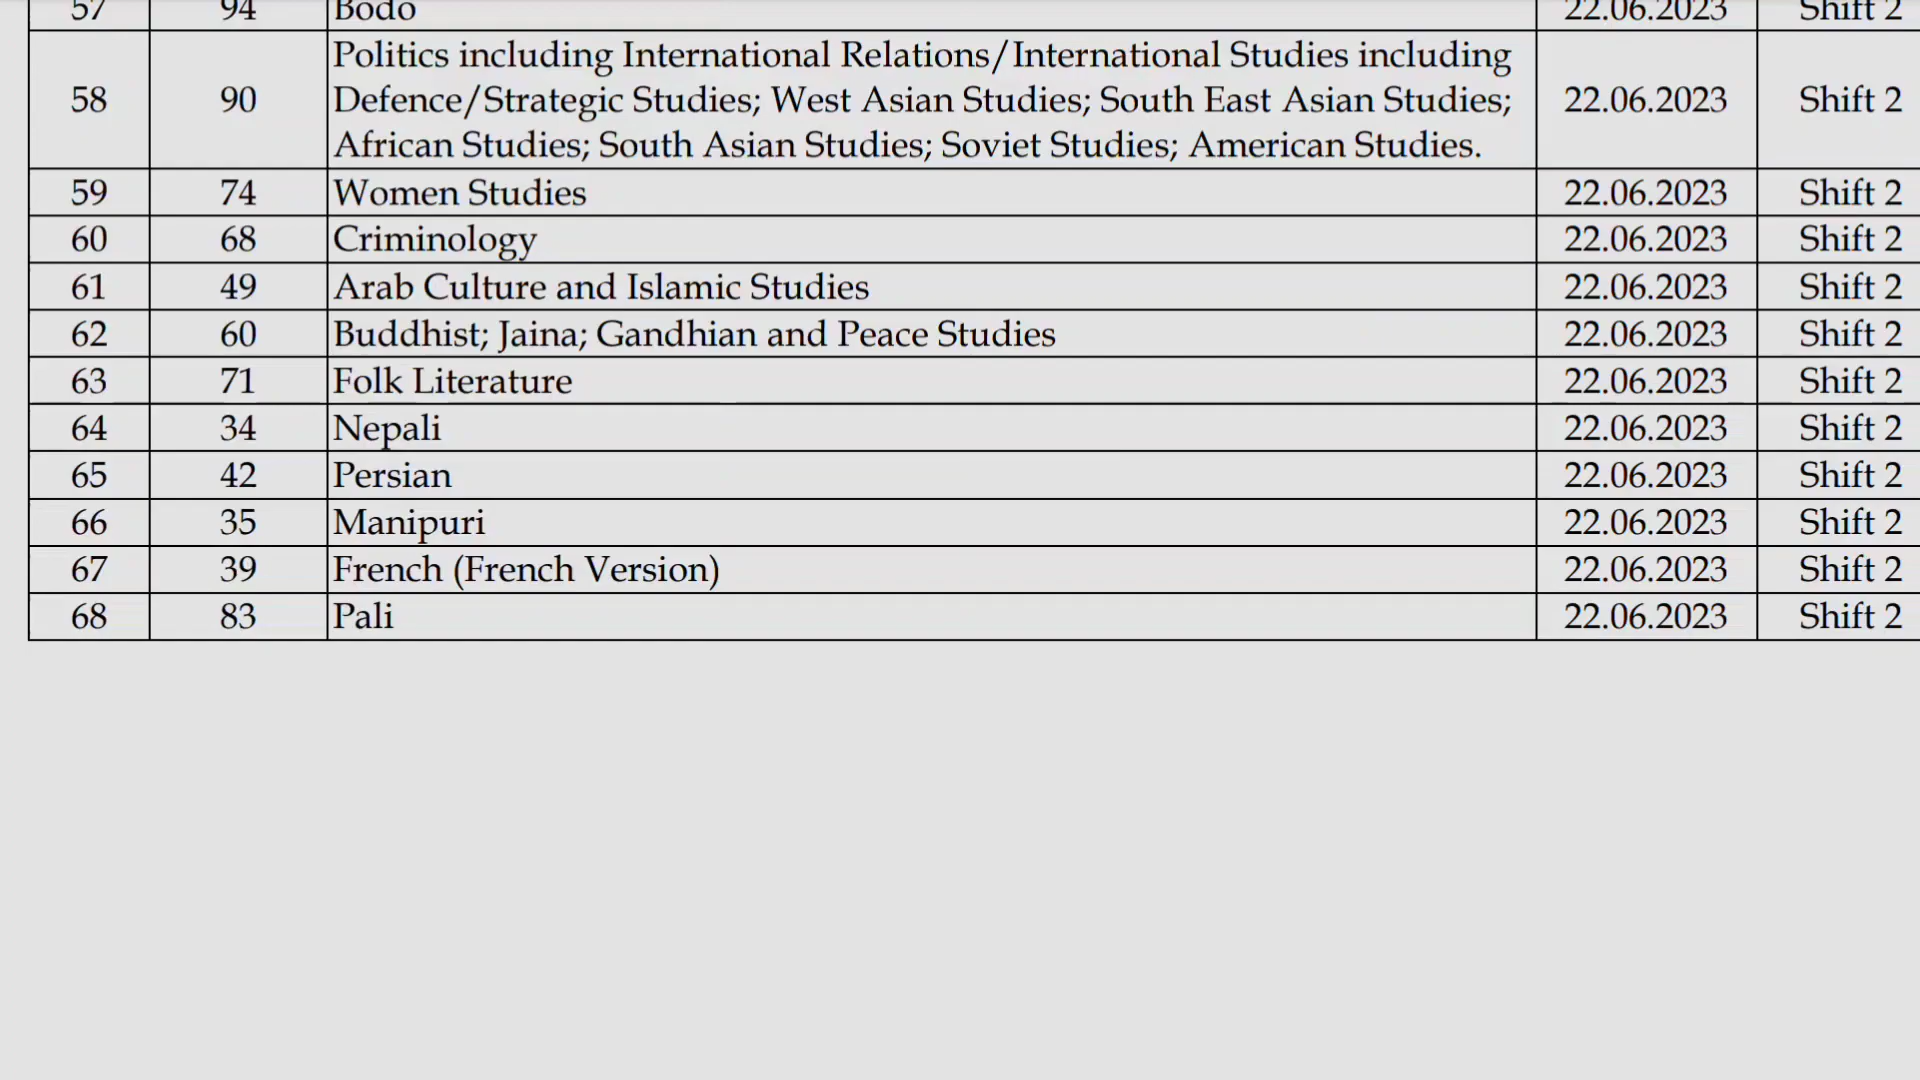 57 94 Bodo 22.06.2023 Shift 2
Politics including International Relations/International Studies including
58 90 Defence/Strategic Studies; West Asian Studies; South East Asian Studies; 22.06.2023 Shift 2
African Studies; South Asian Studies; Soviet Studies; American Studies.
59 74 Women Studies 22.06.2023 Shift 2
60 68 Criminology 22.06.2023 Shift 2
61 49 Arab Culture and Islamic Studies 22.06.2023 Shift 2
62 60 Buddhist; Jaina; Gandhian and Peace Studies 22.06.2023 Shift 2
63 71 Folk Literature 22.06.2023 Shift 2
64 34 Nepali 22.06.2023 Shift 2
65 42 Persian 22.06.2023 Shift 2
66 35 Manipuri 22.06.2023 Shift 2
67 39 French (French Version) 22.06.2023 Shift 2
68 83 Pali 22.06.2023 Shift 2